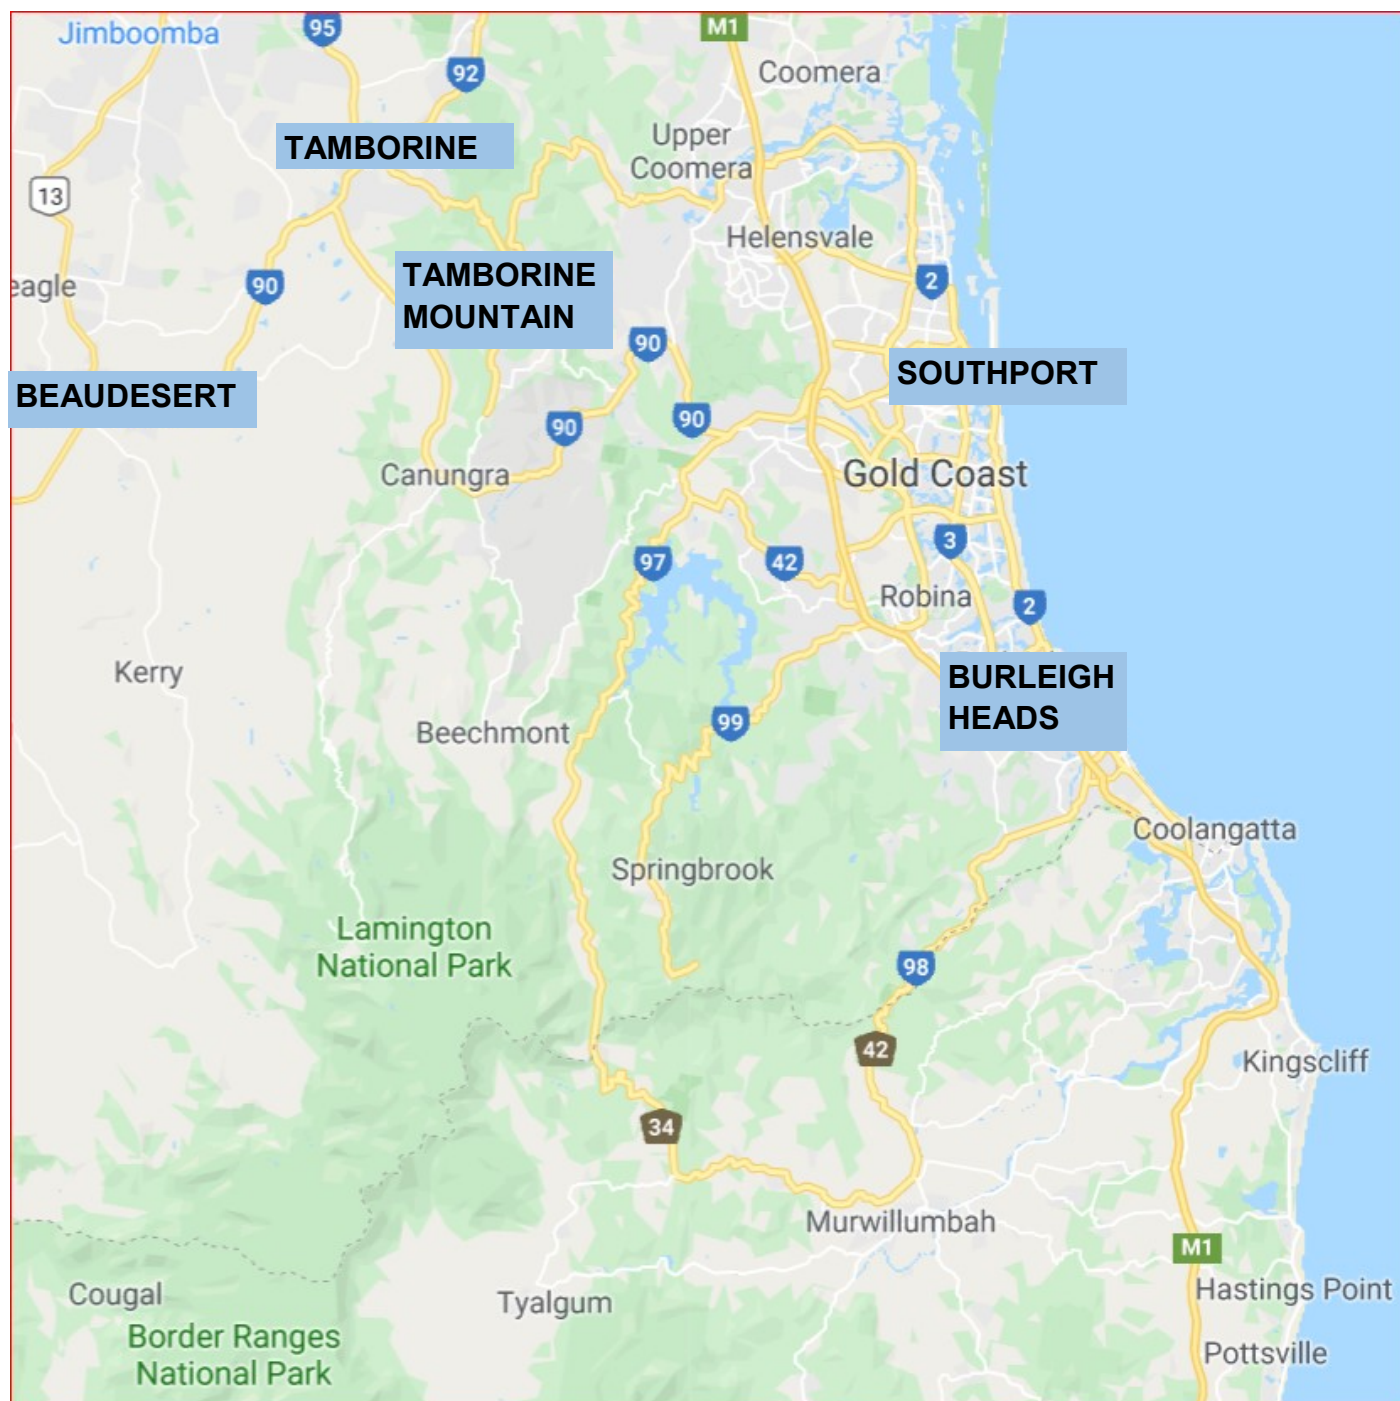 Jimboomba
95
M1
92
Coomera
TAMBORINE
Upper
Coomera
13
Helensvale
eagle
90
TAMBORINE
MOUNTAIN
2
90
BEAUDESERT
SOUTHPORT
90
90
Canungra
Gold Coast
97
42
3
Robina
2
Kerry
BURLEIGH
HEADS
Beechmont
99
Coolangatta
Springbrook
Lamington
National Park
98
42
Kingscliff
34
Murwillumbah
M1
Cougal
Tyalgum
Hastings Point
Border Ranges
National Park
Pottsville